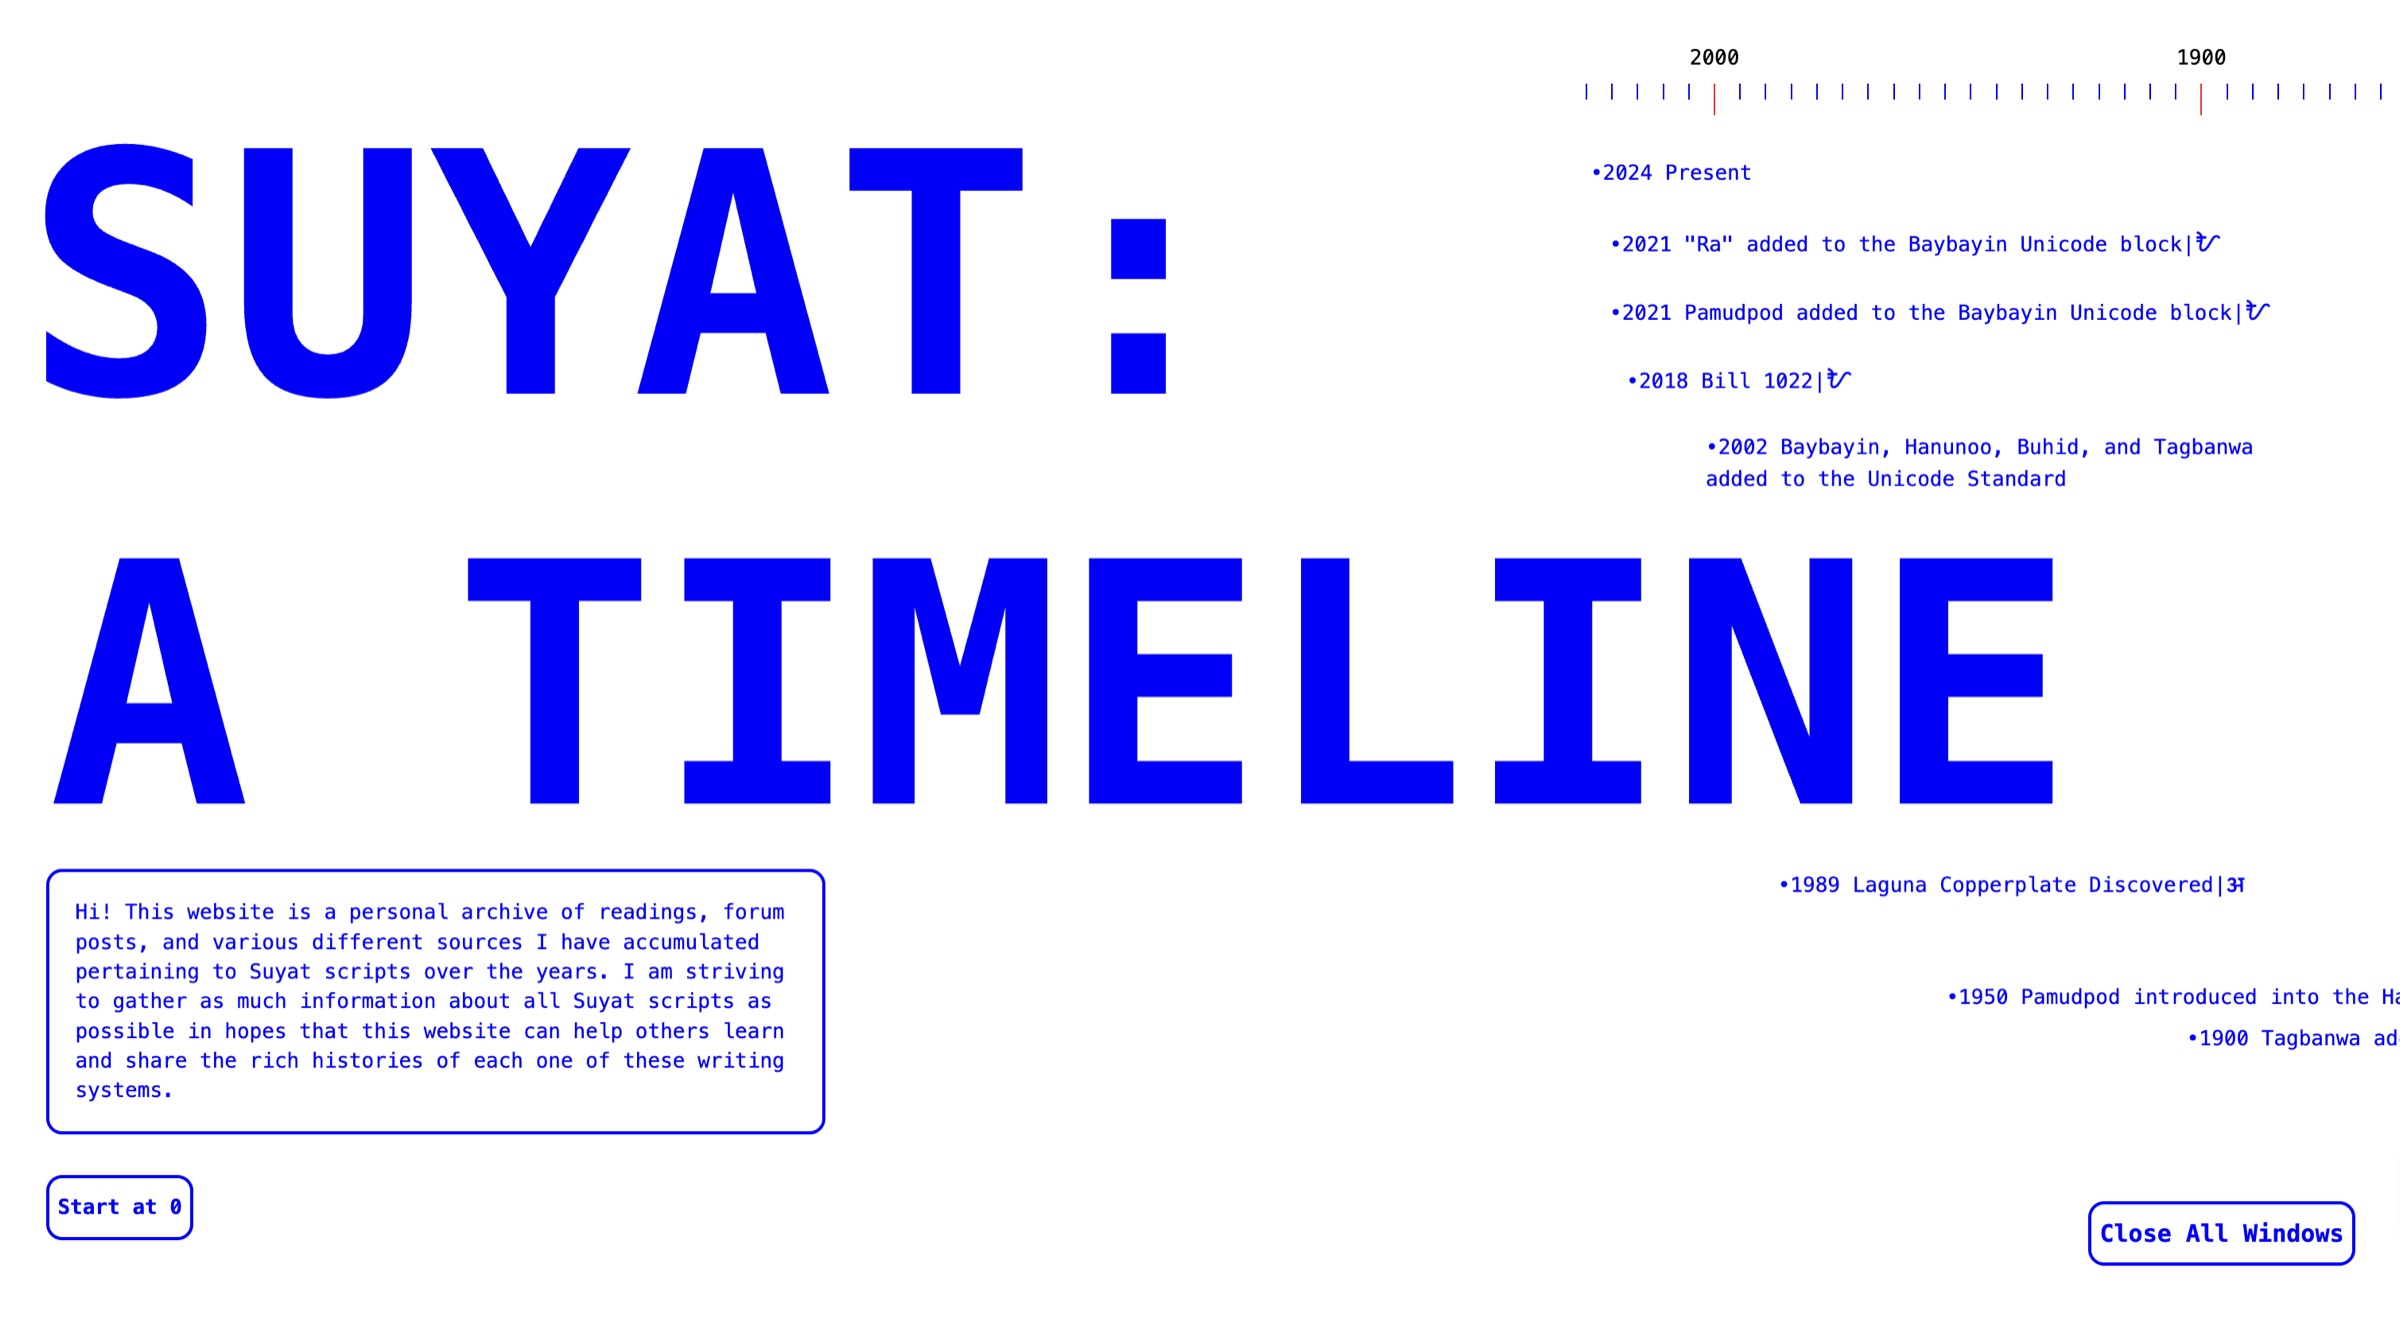 2000 1900
SUYAT:
•2024 Present
•2021 "Ra" added to the Baybayin Unicode block|
•2021 Pamudpod added to the Baybayin Unicode block|
•2018 Bill 1022|
•2002 Baybayin, Hanunoo, Buhid, and Tagbanwa
added to the Unicode Standard
A TIMELINE
Hi! This website is a personal archive of readings, forum
posts, and various different sources I have accumulated
pertaining to Suyat scripts over the years. I am striving
to gather as much information about all Suyat scripts as
possible in hopes that this website can help others learn
and share the rich histories of each one of these writing
systems.
•1989 Laguna Copperplate Discovered|अ
•1950 Pamudpod introduced into the
•1900 Tagbanwa
Start at 0
Close All Windows